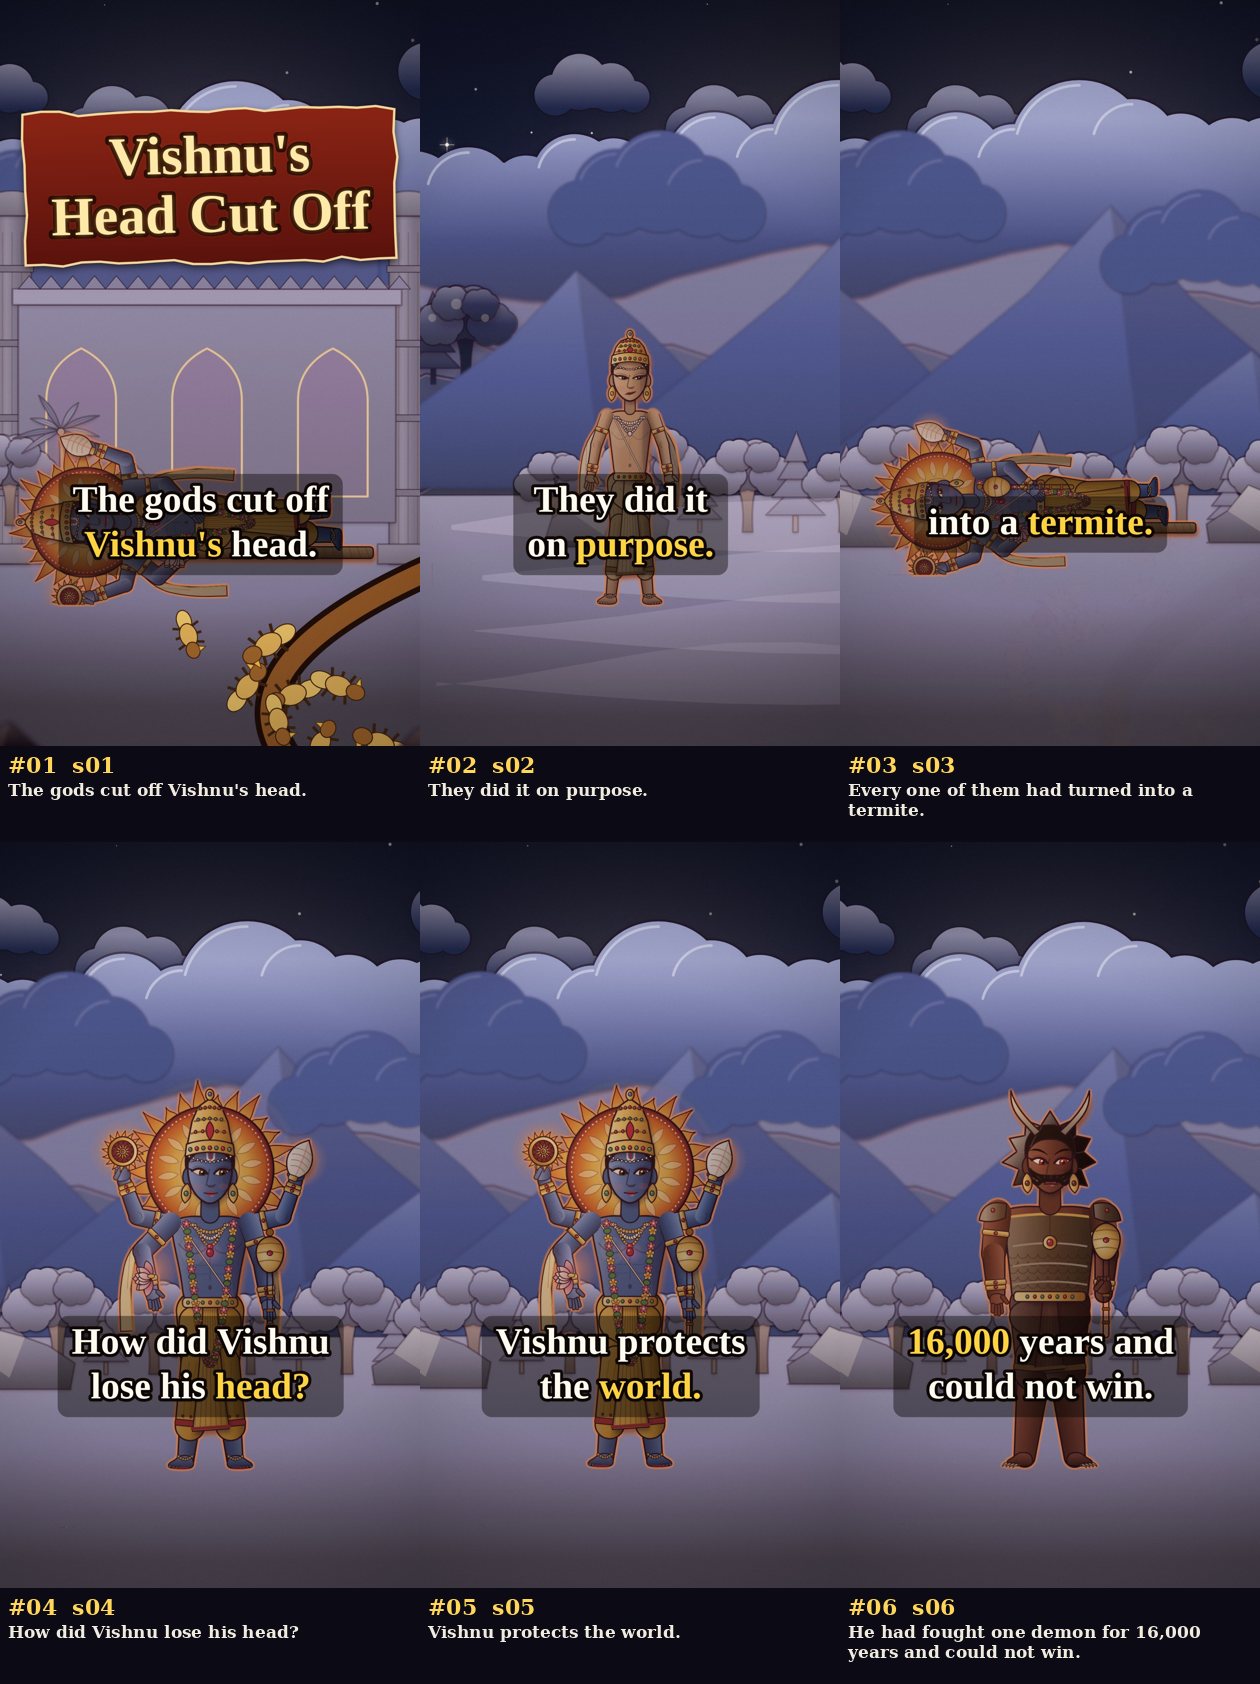 Vishnu's
Head Cut Off
The gods cut off
Vishnu's head.
#01 s01
The gods cut off Vishnu's head.
They did it
on purpose.
#02 s02
They did it on purpose.
into a termite.
#03 s03
Every one of them had turned into a
termite.
How did Vishnu
lose his head?
#04 s04
How did Vishnu lose his head?
Vishnu protects
the world.
#05 s05
Vishnu protects the world.
16,000 years and
could not win.
#06 s06
He had fought one demon for 16,000
years and could not win.